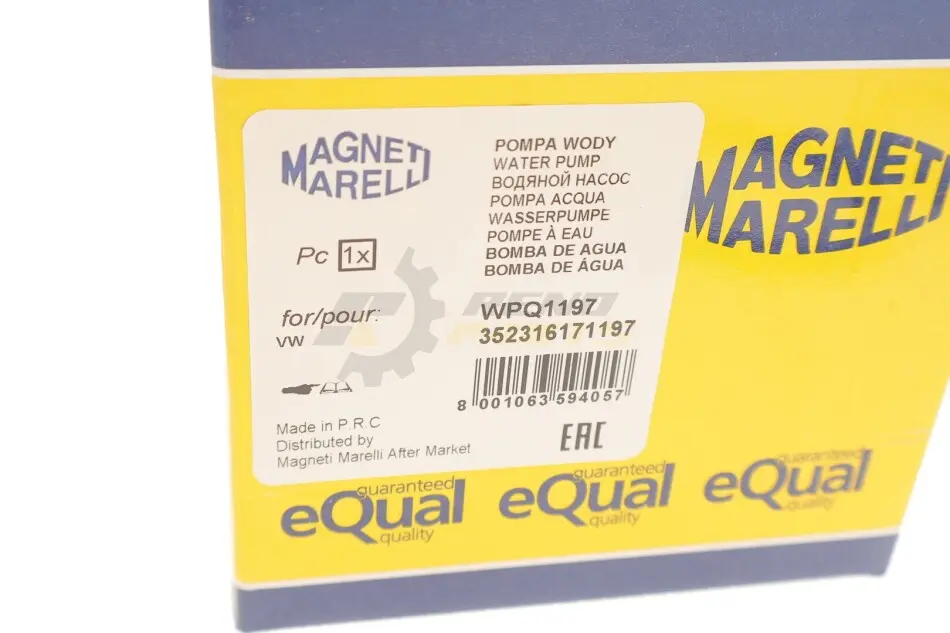 MAGNETI
MARELLI
POMPA WODY
WATER PUMP
ВОДЯНОЙ НАСОС
POMPA ACQUA
WASSERPUMPE
POMPE À EAU
BOMBA DE AGUA
BOMBA DE ÁGUA
Pc 1x
for/pour:
VW
WPQ1197
352316171197
8 001063 594057
Made in P.R.C
Distributed by
Magneti Marelli After Market
EAC
MAGNETI
MARELLI
guaranteed
eQual
quality
guaranteed
eQual
quality
guaranteed
eQual
quality